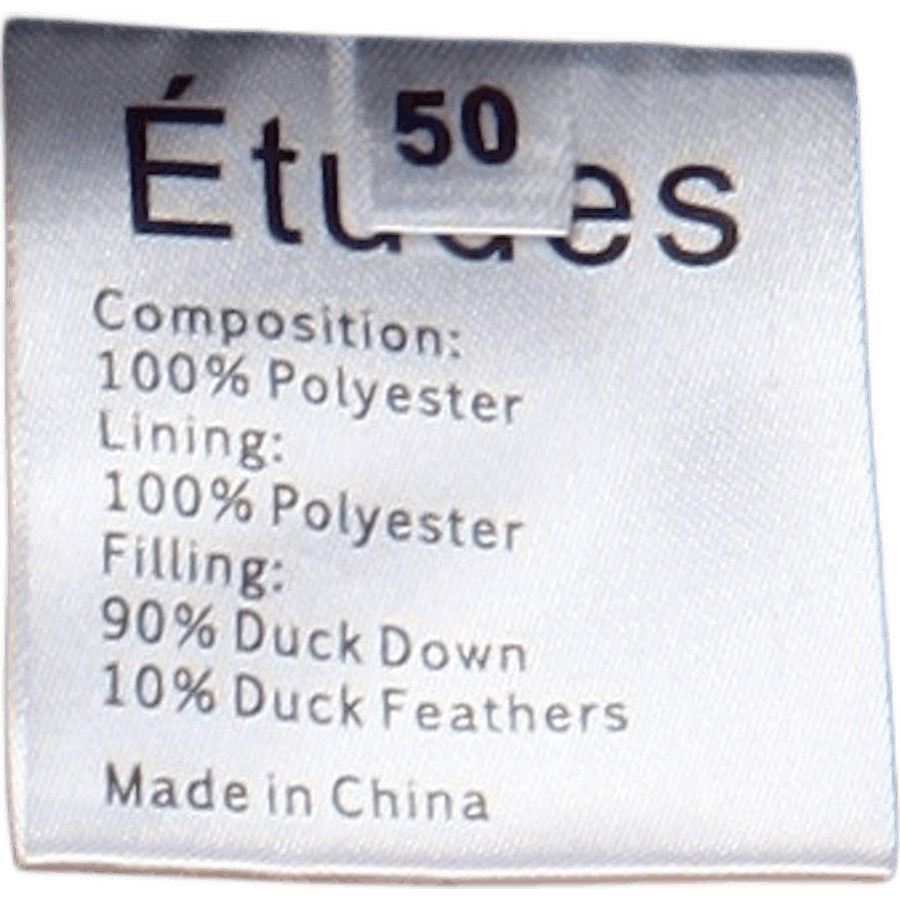 50
Études
Composition:
100% Polyester
Lining:
100% Polyester
Filling:
90% Duck Down
10% Duck Feathers
Made in China